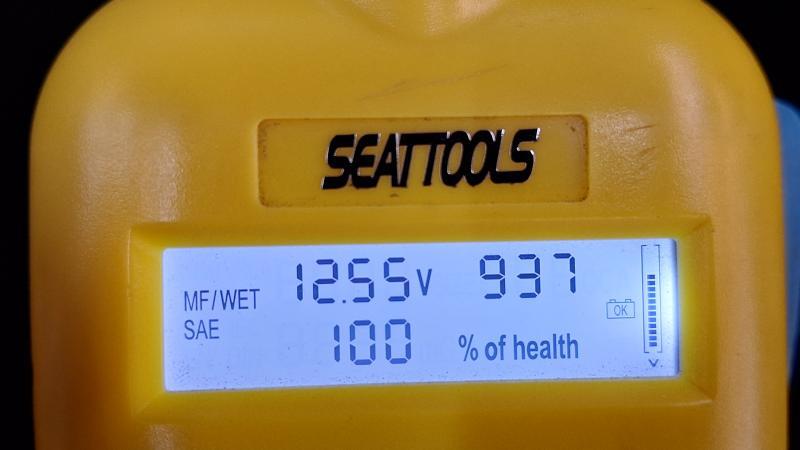 SEATTOOLS
MF/WET 12.55V 937
SAE 100 % of health
OK